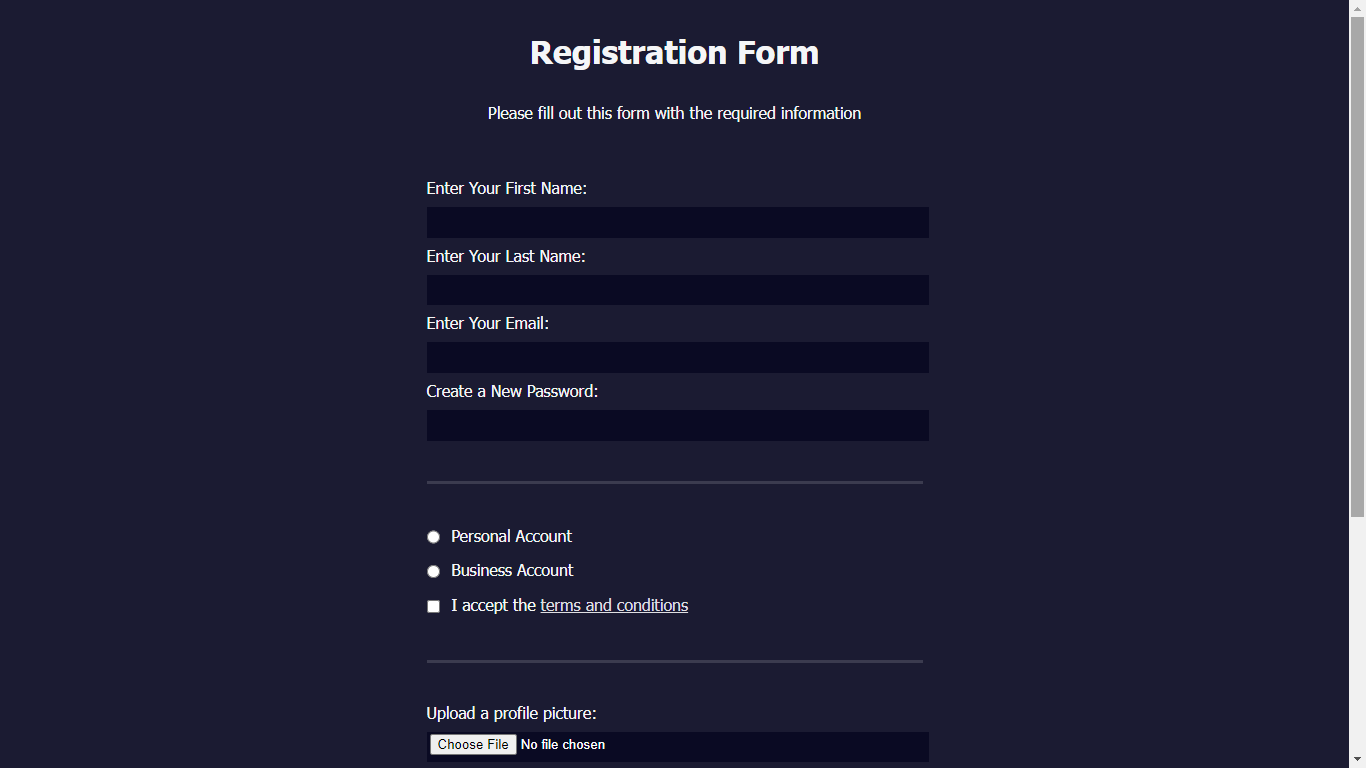 Registration Form
Please fill out this form with the required information
Enter Your First Name:
Enter Your Last Name:
Enter Your Email:
Create a New Password:
Personal Account
Business Account
I accept the terms and conditions
Upload a profile picture:
Choose File No file chosen